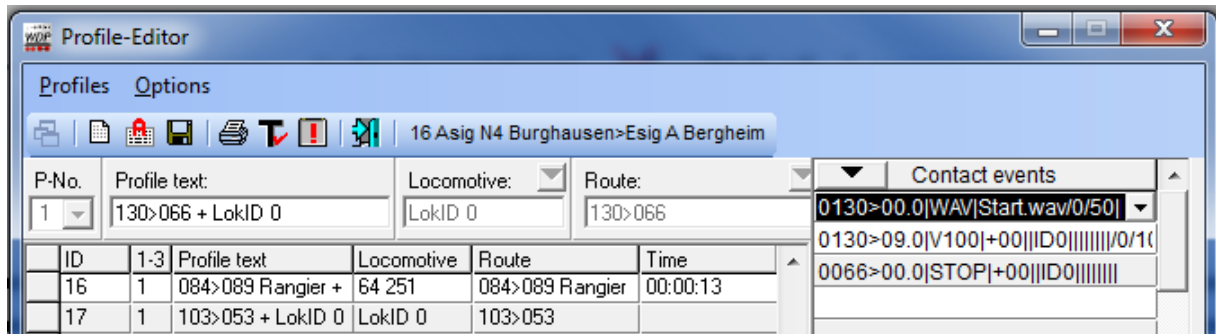 WDP Profile-Editor
Profiles Options
16 Asig N4 Burghausen>Esig A Bergheim
P-No. Profile text: Locomotive: Route: Contact events
1 130>066 + LokID 0 LokID 0 130>066 0130>00.0|WAV|Start.wav/0/50|
0130>09.0|V100|+00||ID0||||||||/0/10
ID 1-3 Profile text Locomotive Route Time 0066>00.0|STOP|+00||ID0||||||||
16 1 084>089 Rangier + 64 251 084>089 Rangier 00:00:13
17 1 103>053 + LokID 0 LokID 0 103>053